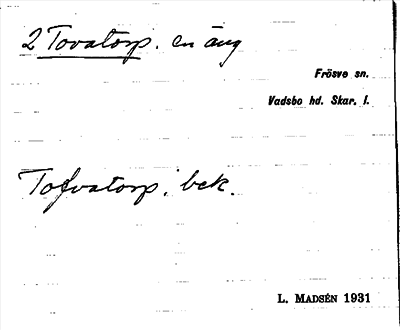 2 Tovatorp. en äng
Frösve sn.
Vadsbo hd. Skar. l.
Tofvatorp, bek.
L. MADSÉN 1931